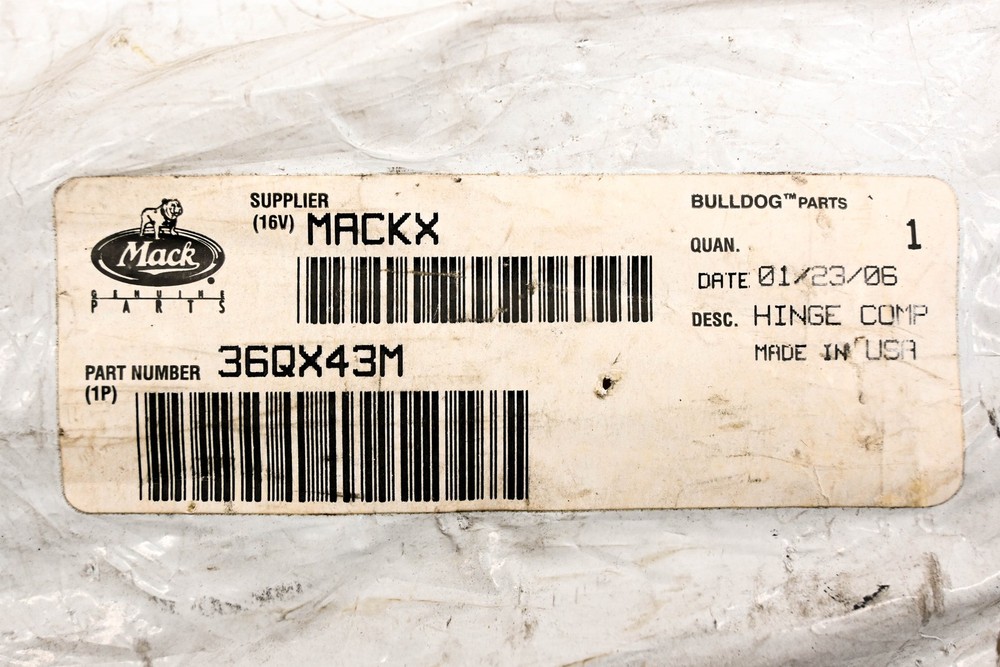 Mack
GENUINE
PARTS
SUPPLIER
(16V) MACKX
PART NUMBER 36QX43M
(1P)
BULLDOG™ PARTS
QUAN. 1
DATE 01/23/06
DESC. HINGE COMP
MADE IN USA